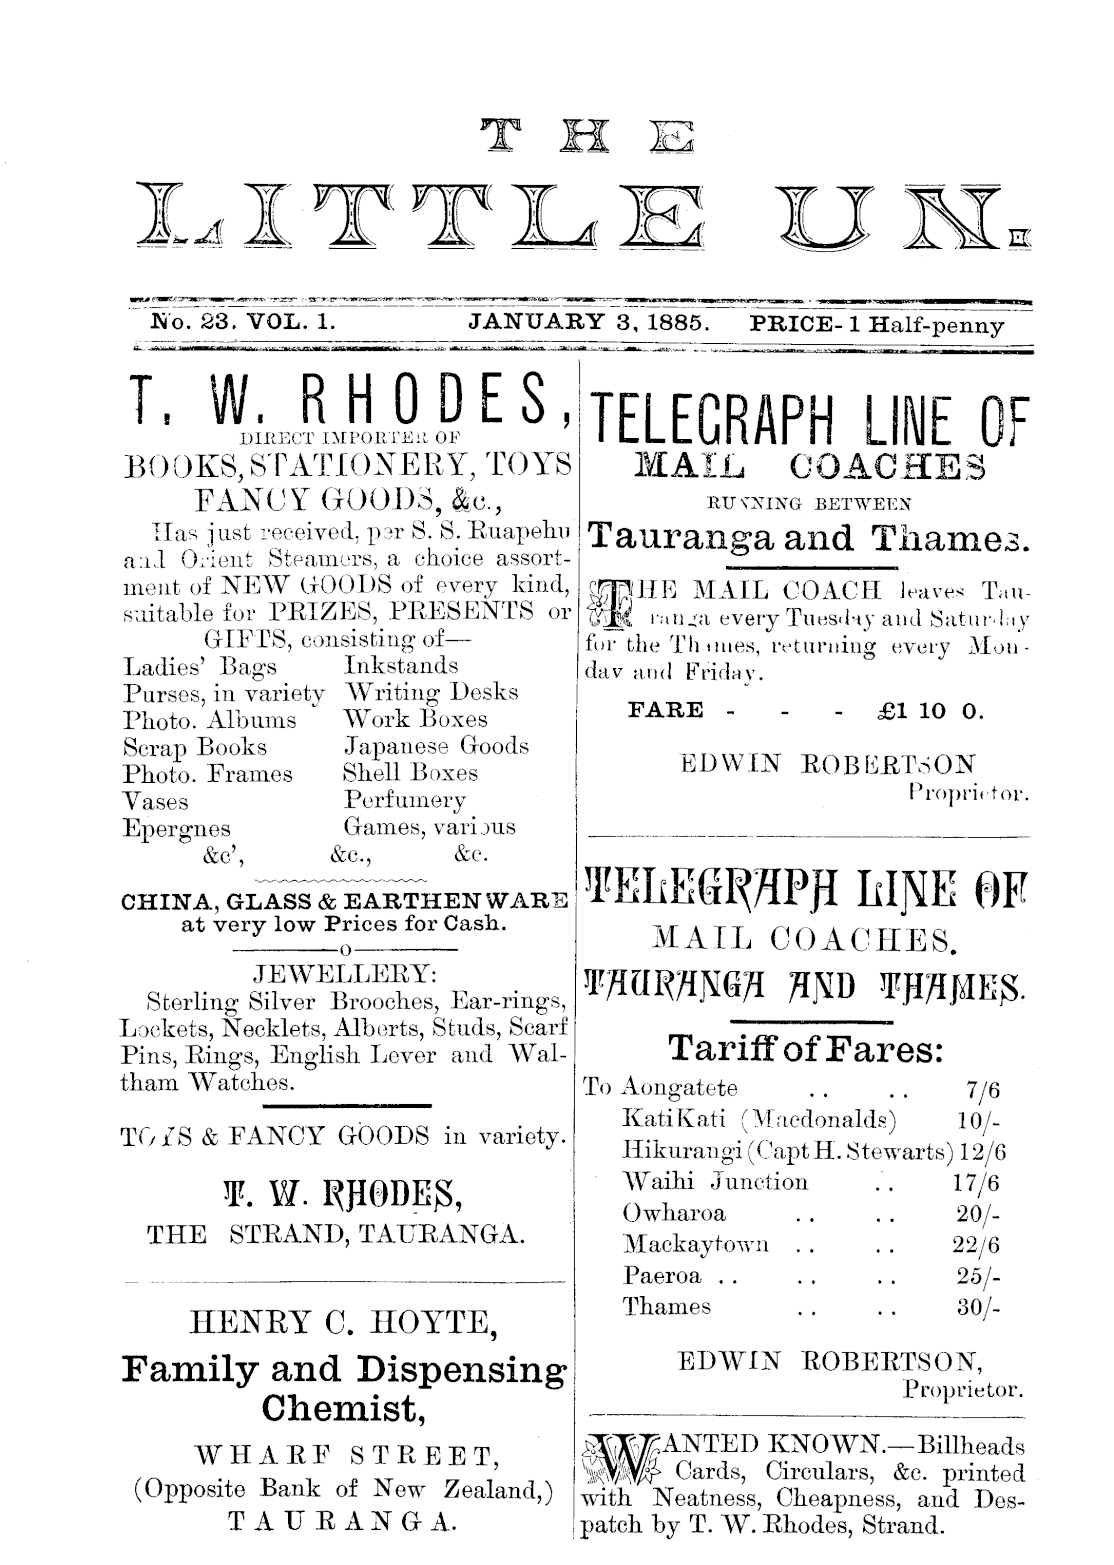 THE
LITTLE UN.
No. 23. VOL. 1. JANUARY 3, 1885. PRICE- 1 Half-penny
T. W. RHODES,
DIRECT IMPORTER OF
BOOKS, STATIONERY, TOYS
FANCY GOODS, &c.,
Has just received, per S. S. Ruapehu
and Orient Steamers, a choice assort-
ment of NEW GOODS of every kind,
suitable for PRIZES, PRESENTS or
GIFTS, consisting of—
Ladies' Bags Inkstands
Purses, in variety Writing Desks
Photo. Albums Work Boxes
Scrap Books Japanese Goods
Photo. Frames Shell Boxes
Vases Perfumery
Epergnes Games, various
&c', &c., &c.
CHINA, GLASS & EARTHENWARE
at very low Prices for Cash.
o
JEWELLERY:
Sterling Silver Brooches, Ear-rings,
Lockets, Necklets, Alberts, Studs, Scarf
Pins, Rings, English Lever and Wal-
tham Watches.
TOYS & FANCY GOODS in variety.
T. W. RHODES,
THE STRAND, TAURANGA.
HENRY C. HOYTE,
Family and Dispensing
Chemist,
WHARF STREET,
(Opposite Bank of New Zealand,)
TAURANGA.
TELEGRAPH LINE OF
MAIL COACHES
RUNNING BETWEEN
Tauranga and Thames.
THE MAIL COACH leaves Tau-
ranga every Tuesday and Saturday
for the Thames, returning every Mon-
day and Friday.
FARE - - - £1 10 0.
EDWIN ROBERTSON
Proprietor.
TELEGRAPH LINE OF
MAIL COACHES.
TAURANGA AND THAMES.
Tariff of Fares:
To Aongatete .. .. 7/6
KatiKati (Macdonalds) 10/-
Hikurangi (Capt H. Stewarts) 12/6
Waihi Junction .. 17/6
Owharoa .. .. 20/-
Mackaytown .. .. 22/6
Paeroa .. .. .. 25/-
Thames .. .. 30/-
EDWIN ROBERTSON,
Proprietor.
WANTED KNOWN.—Billheads
Cards, Circulars, &c. printed
with Neatness, Cheapness, and Des-
patch by T. W. Rhodes, Strand.